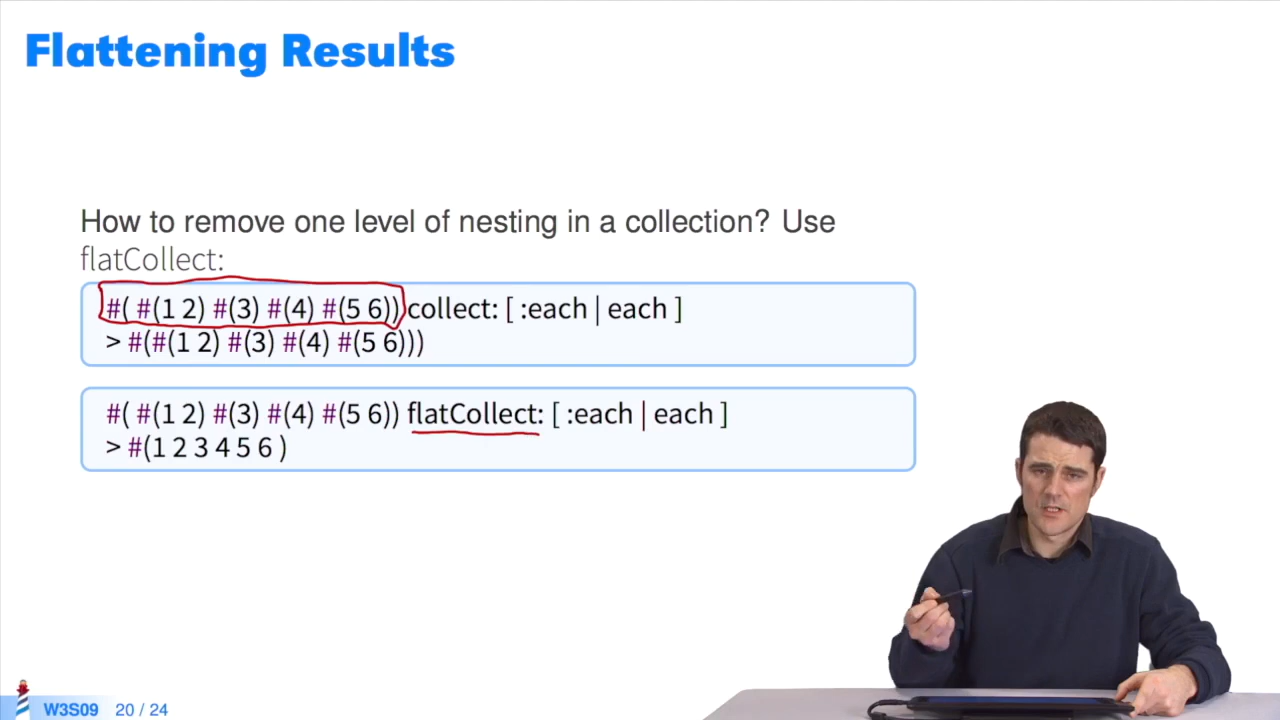 Flattening Results
How to remove one level of nesting in a collection? Use
flatCollect:
#( #(1 2) #(3) #(4) #(5 6)) collect: [ :each | each ]
> #(#(1 2) #(3) #(4) #(5 6)))
#( #(1 2) #(3) #(4) #(5 6)) flatCollect: [ :each | each ]
> #(1 2 3 4 5 6 )
W3S09 20 / 24